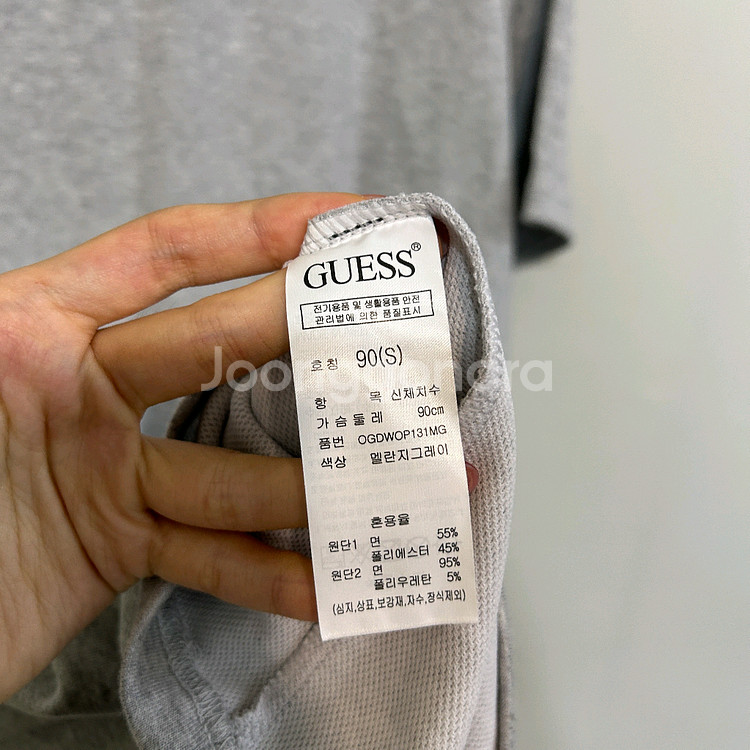 GUESS®
전기용품 및 생활용품 안전
관리법에 의한 품질표시
호칭 90(S)
항 목 신체치수
가슴둘레 90cm
품번 OGDWOP131MG
색상 멜란지그레이
혼용율
원단1 면 55%
폴리에스터 45%
원단2 면 95%
폴리우레탄 5%
(심지,상표,보강재,자수,장식제외)
Joonggonara